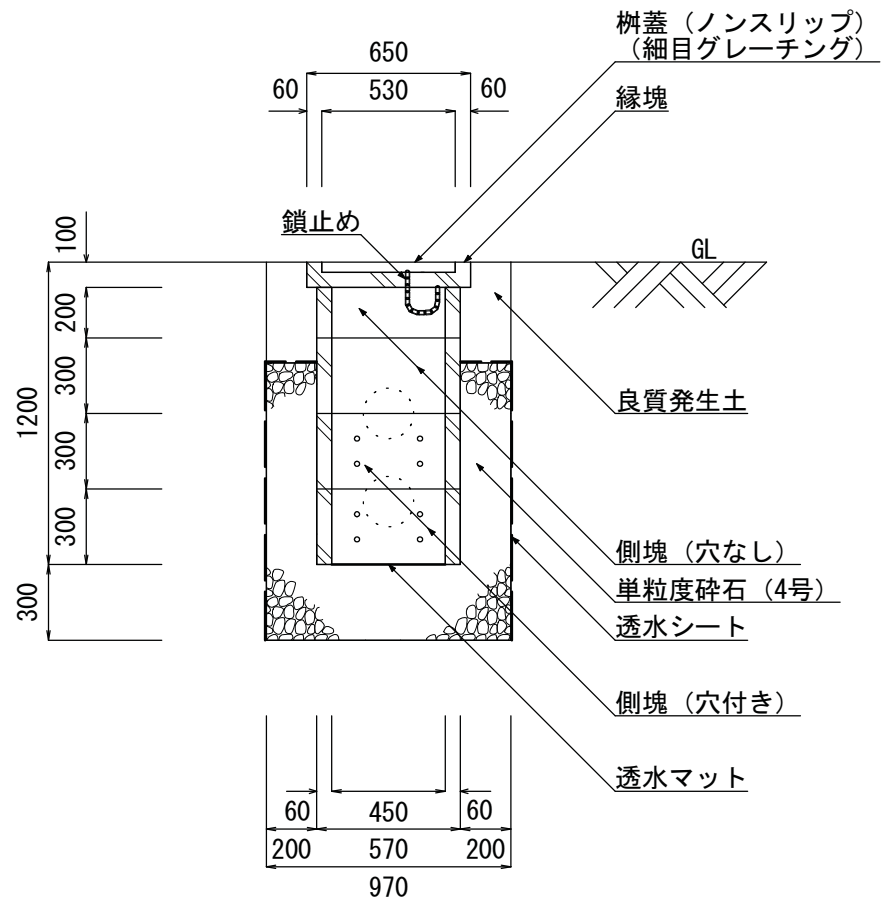 桝蓋（ノンスリップ）
（細目グレーチング）
650
60
530
60
縁塊
鎖止め
GL
100
200
300
1200
300
300
300
良質発生土
側塊（穴なし）
単粒度砕石（4号）
透水シート
側塊（穴付き）
透水マット
60
450
60
200
570
200
970